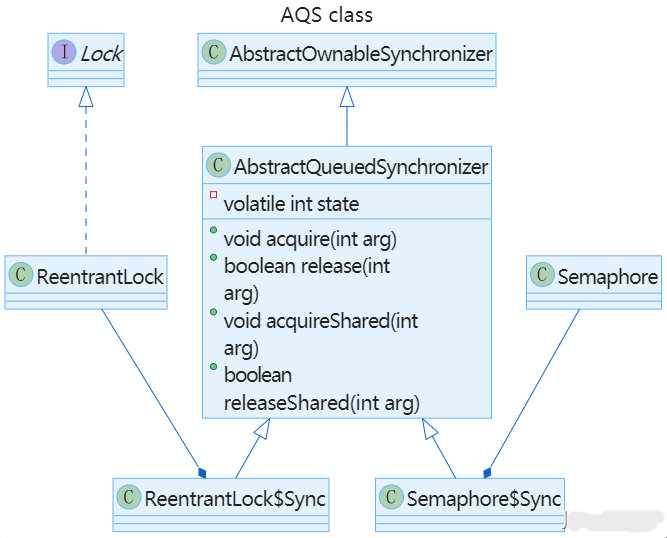 AQS class
I Lock
C AbstractOwnableSynchronizer
C AbstractQueuedSynchronizer
volatile int state
void acquire(int arg)
boolean release(int
arg)
void acquireShared(int
arg)
boolean
releaseShared(int arg)
C ReentrantLock
C Semaphore
C ReentrantLock$Sync
C Semaphore$Sync